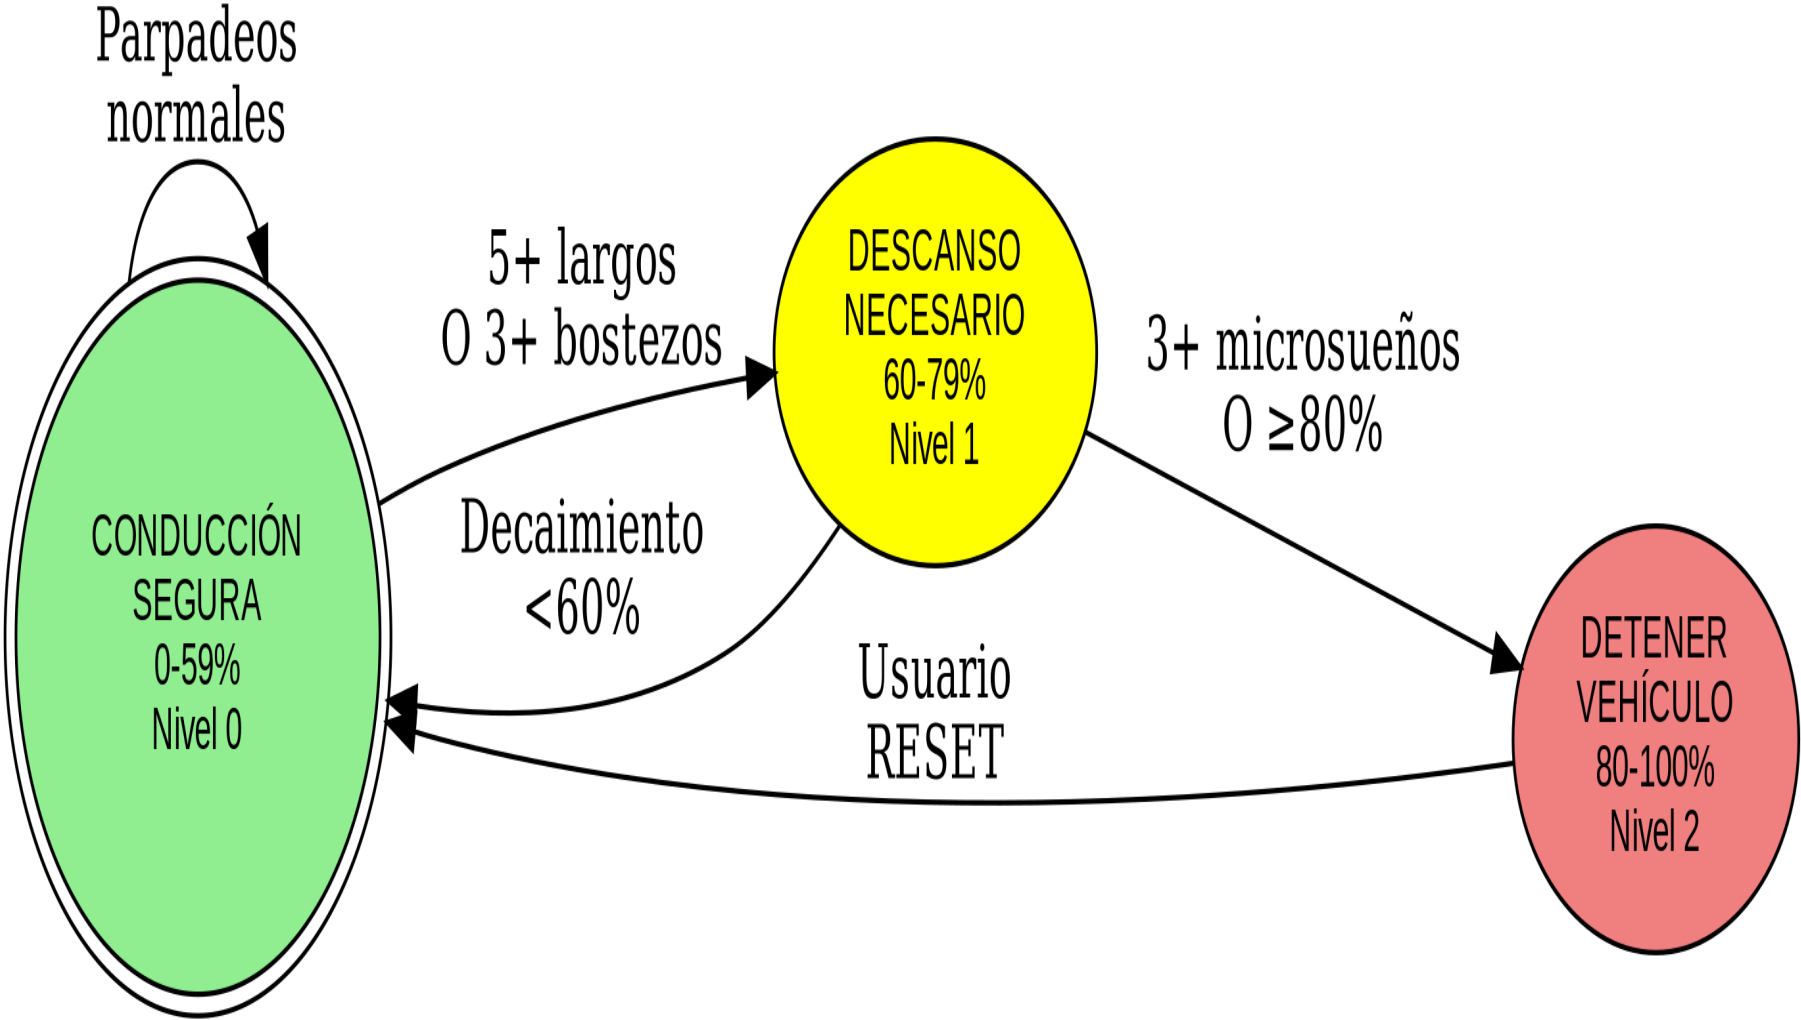 Parpadeos
normales
5+ largos
O 3+ bostezos
DESCANSO
NECESARIO
60-79%
Nivel 1
3+ microsueños
O ≥80%
CONDUCCIÓN
SEGURA
0-59%
Nivel 0
Decaimiento
<60%
Usuario
RESET
DETENER
VEHÍCULO
80-100%
Nivel 2